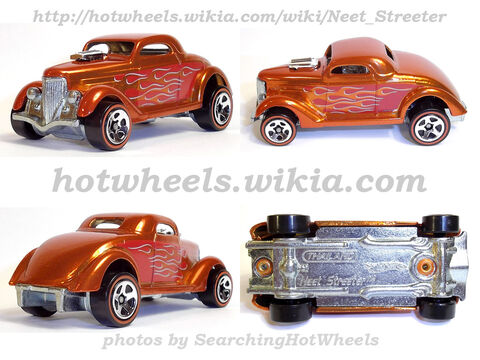 http://hotwheels.wikia.com/wiki/Neet_Streeter
hotwheels.wikia.com
THAILAND
Neet Streeter
photos by SearchingHotWheels